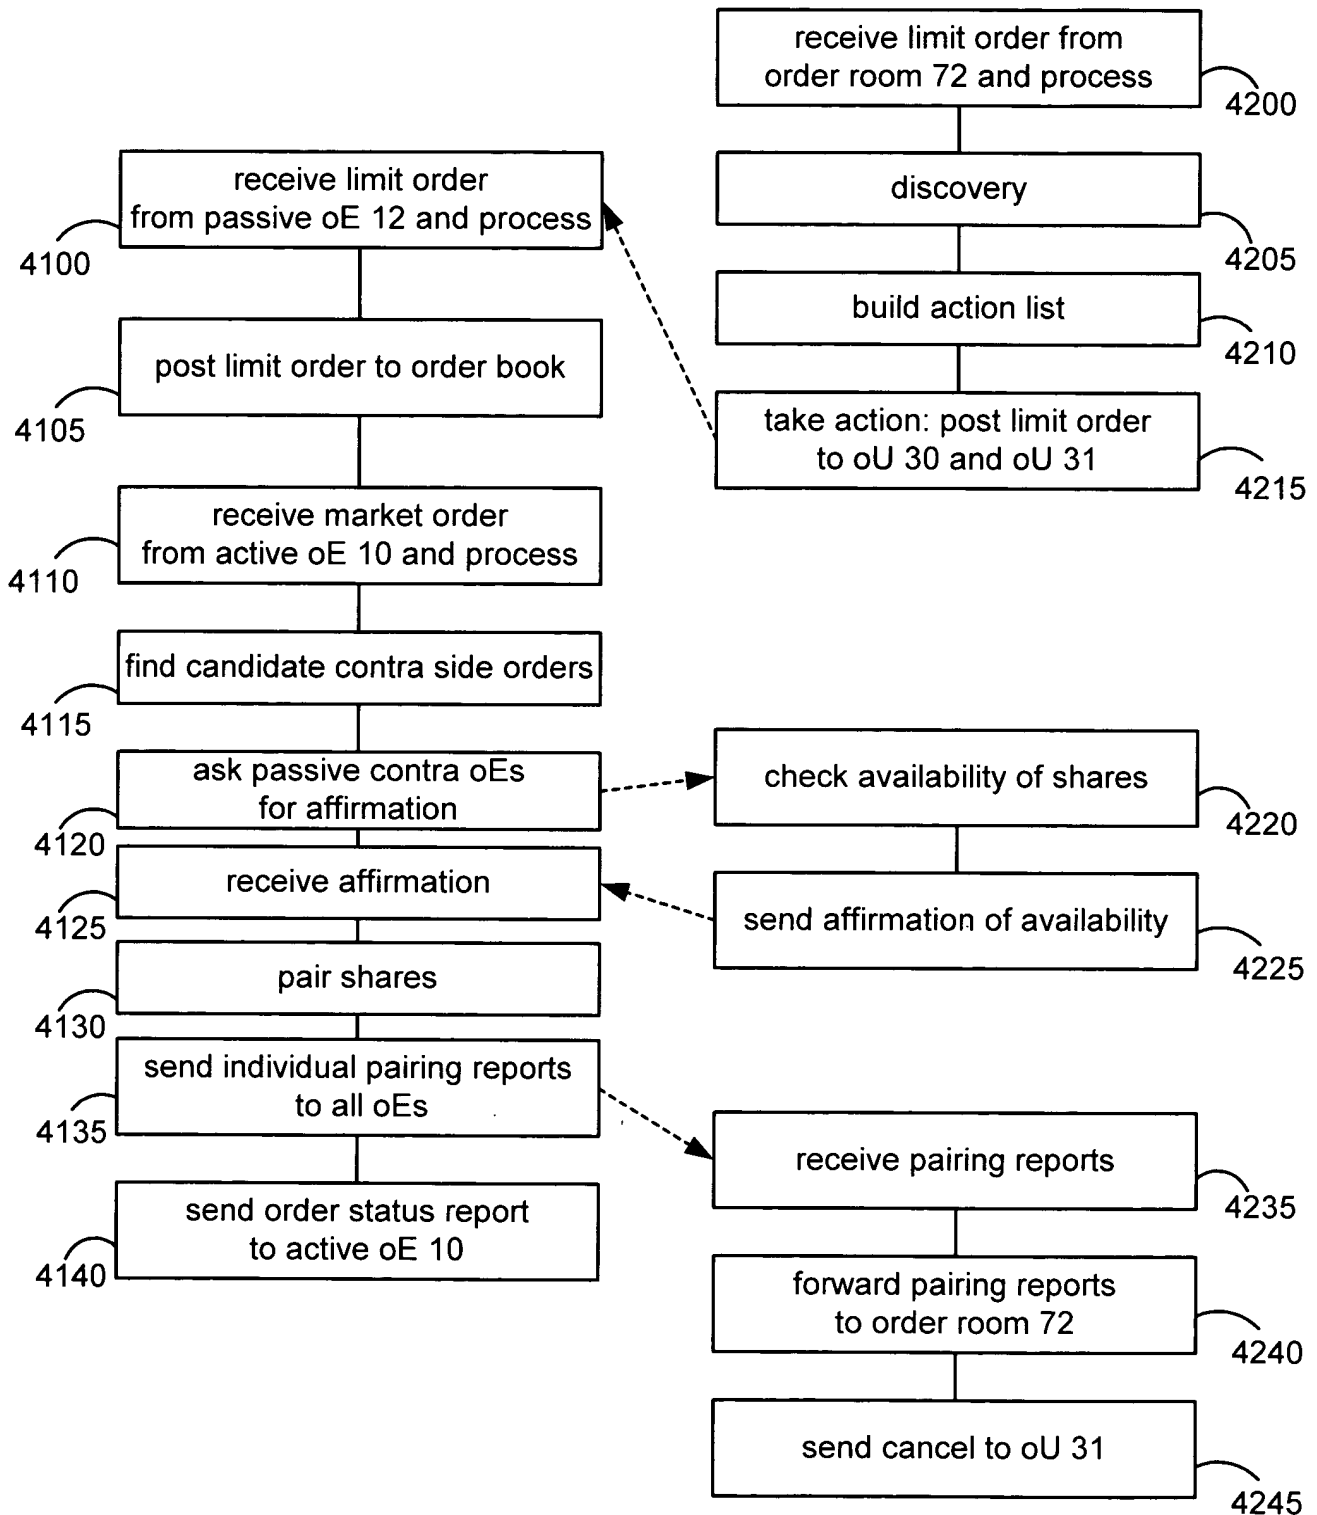 receive limit order
from passive oE 12 and process
4100
post limit order to order book
4105
receive market order
from active oE 10 and process
4110
find candidate contra side orders
4115
ask passive contra oEs
for affirmation
4120
receive affirmation
4125
pair shares
4130
send individual pairing reports
to all oEs
4135
send order status report
to active oE 10
4140
receive limit order from
order room 72 and process
4200
discovery
4205
build action list
4210
take action: post limit order
to oU 30 and oU 31
4215
check availability of shares
4220
send affirmation of availability
4225
receive pairing reports
4235
forward pairing reports
to order room 72
4240
send cancel to oU 31
4245